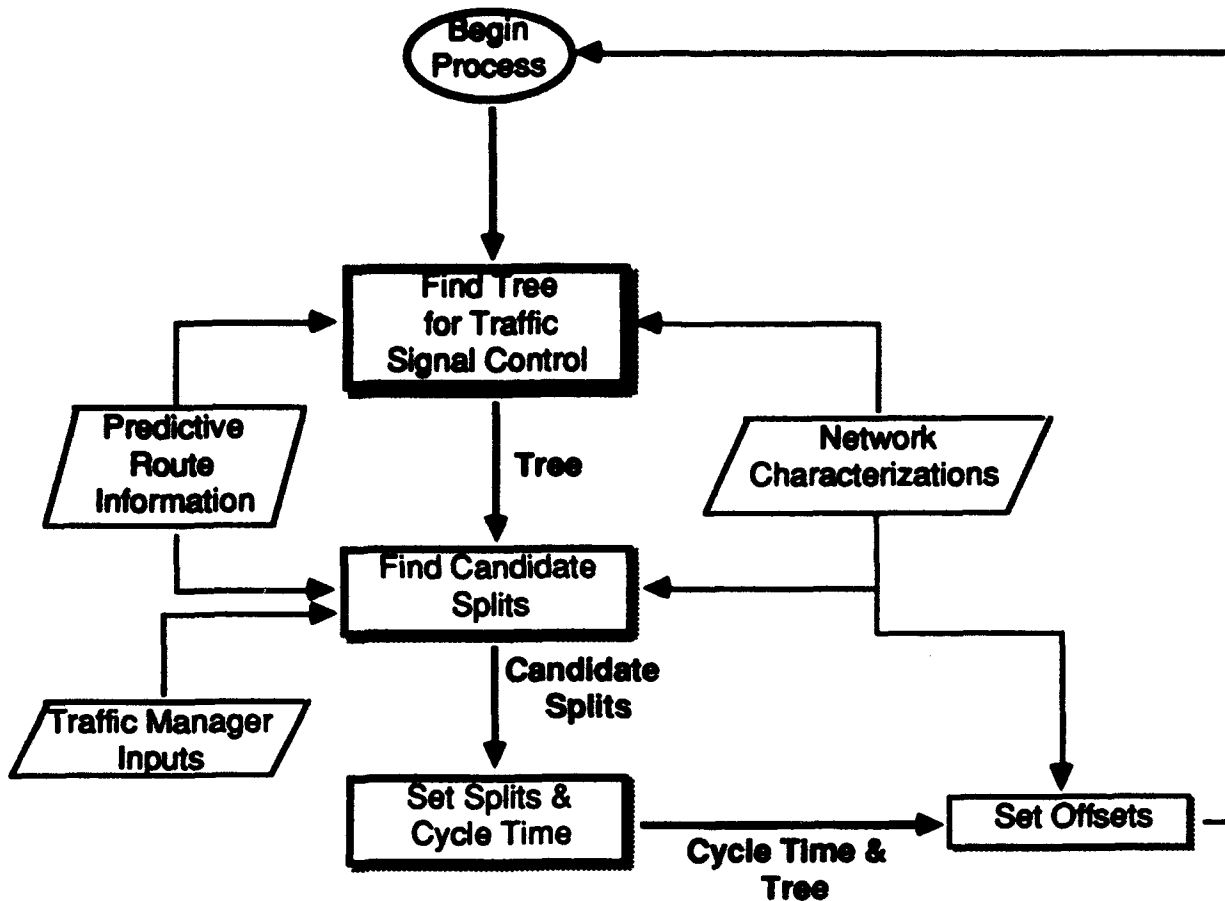 Begin
Process
Find Tree
for Traffic
Signal Control
Predictive
Route
Information
Network
Characterizations
Tree
Find Candidate
Splits
Candidate
Splits
Traffic Manager
Inputs
Set Splits &
Cycle Time
Cycle Time &
Tree
Set Offsets